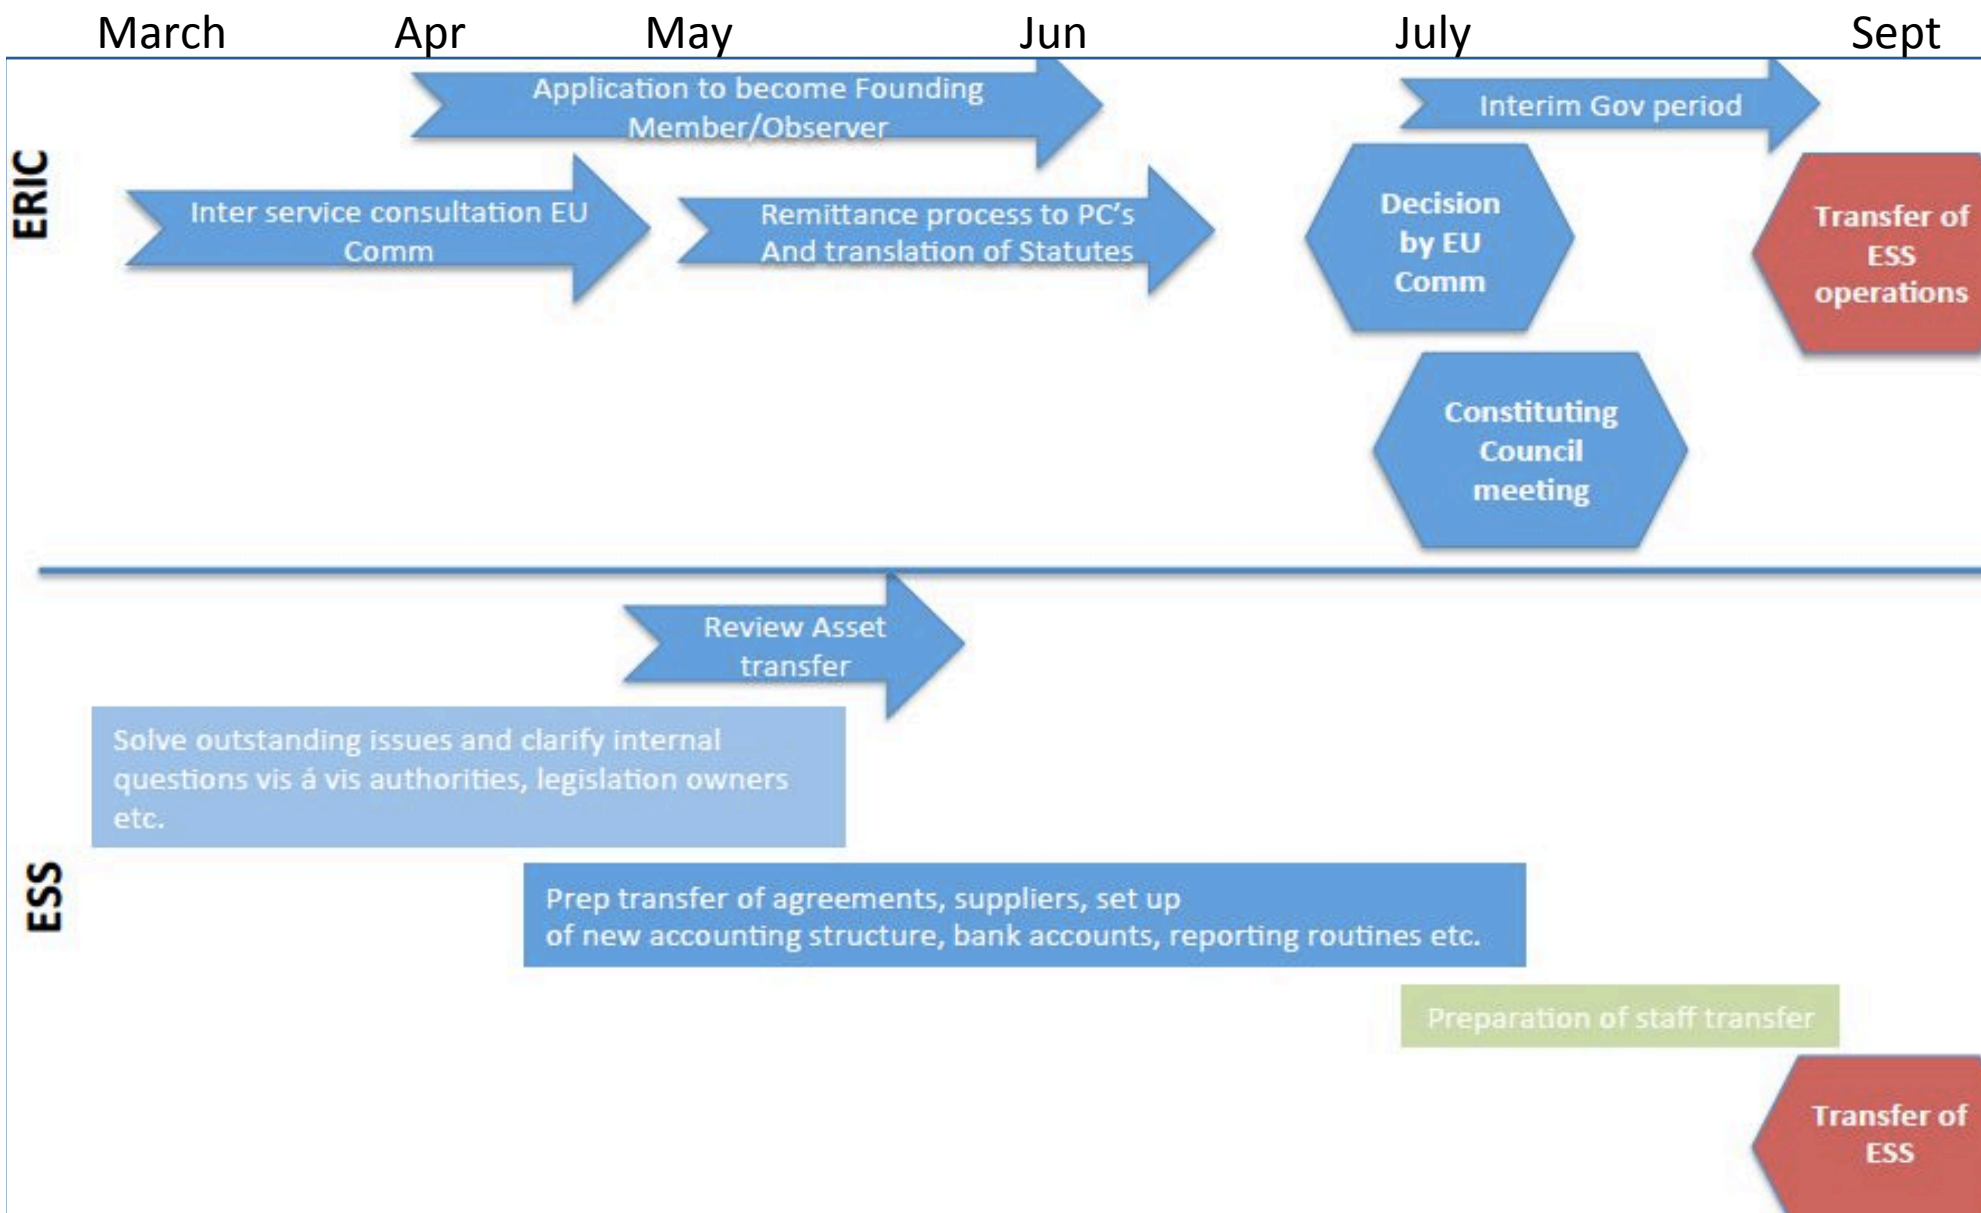 March Apr May Jun July Sept
ERIC
Application to become Founding
Member/Observer
Interim Gov period
Inter service consultation EU
Comm
Remittance process to PC's
And translation of Statutes
Decision
by EU
Comm
Transfer of
ESS
operations
Constituting
Council
meeting
ESS
Review Asset
transfer
Solve outstanding issues and clarify internal
questions vis á vis authorities, legislation owners
etc.
Prep transfer of agreements, suppliers, set up
of new accounting structure, bank accounts, reporting routines etc.
Preparation of staff transfer
Transfer of
ESS